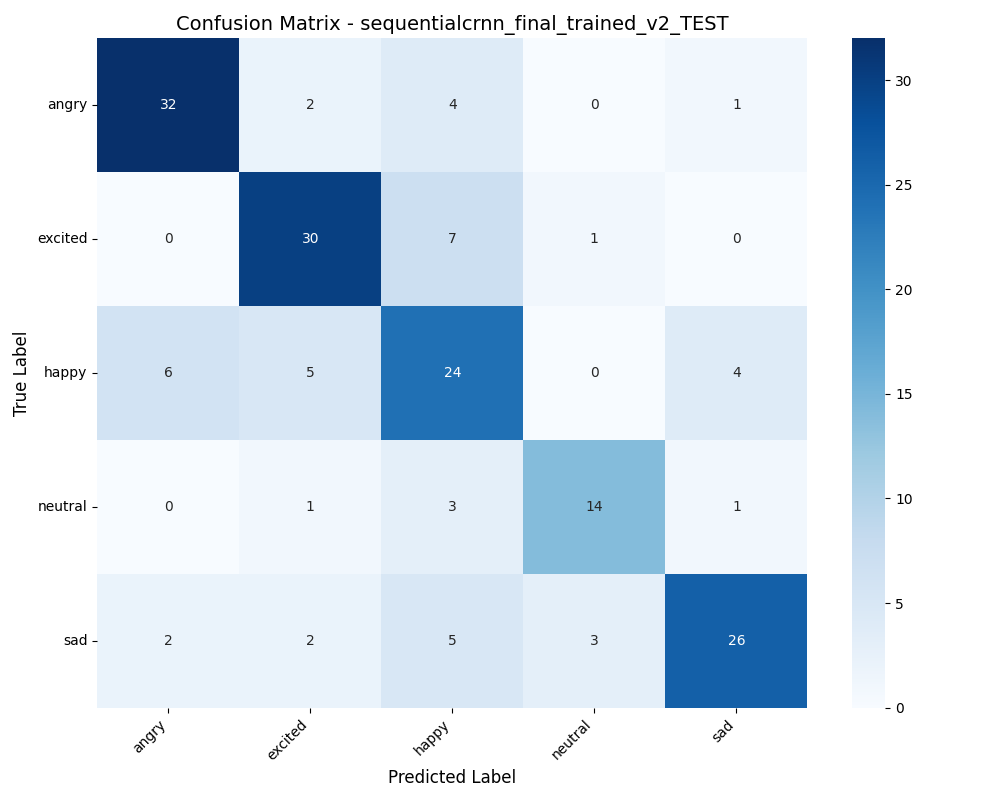 Confusion Matrix - sequentialcrnn_final_trained_v2_TEST
angry 32 2 4 0 1
excited 0 30 7 1 0
happy 6 5 24 0 4
neutral 0 1 3 14 1
sad 2 2 5 3 26
angry excited happy neutral sad
Predicted Label
True Label
30
25
20
15
10
5
0